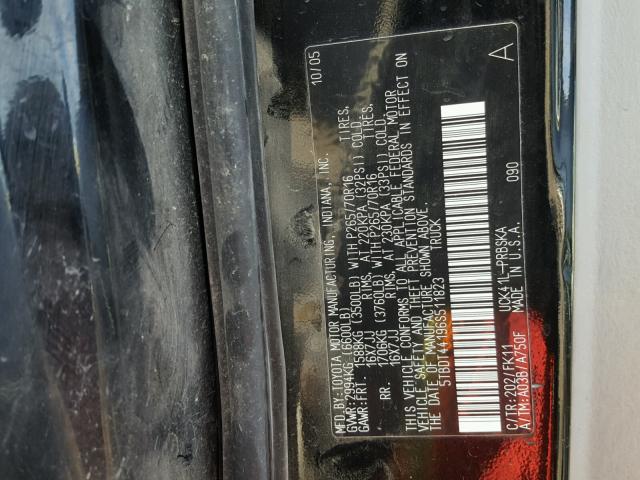 MFD.BY:TOYOTA MOTOR MANUFACTURING, INDIANA, INC. 10/05
GVWR:2994KG (6600LB)
GAWR:FRT. 1588KG (3500LB) WITH P265/70R16 TIRES,
16X7JJ RIMS, AT 220KPA (32PSI) COLD.
RR. 1706KG (3760LB) WITH P265/70R16 TIRES,
16X7JJ RIMS, AT 230KPA (33PSI) COLD.
THIS VEHICLE CONFORMS TO ALL APPLICABLE FEDERAL MOTOR
VEHICLE SAFETY AND THEFT PREVENTION STANDARDS IN EFFECT ON
THE DATE OF MANUFACTURE SHOWN ABOVE.
5TBDT44196S511823 TRUCK A
C/TR:202/FK11 UCK41L-PRBSKA 090
A/TM:A03B/A750F MADE IN U.S.A.